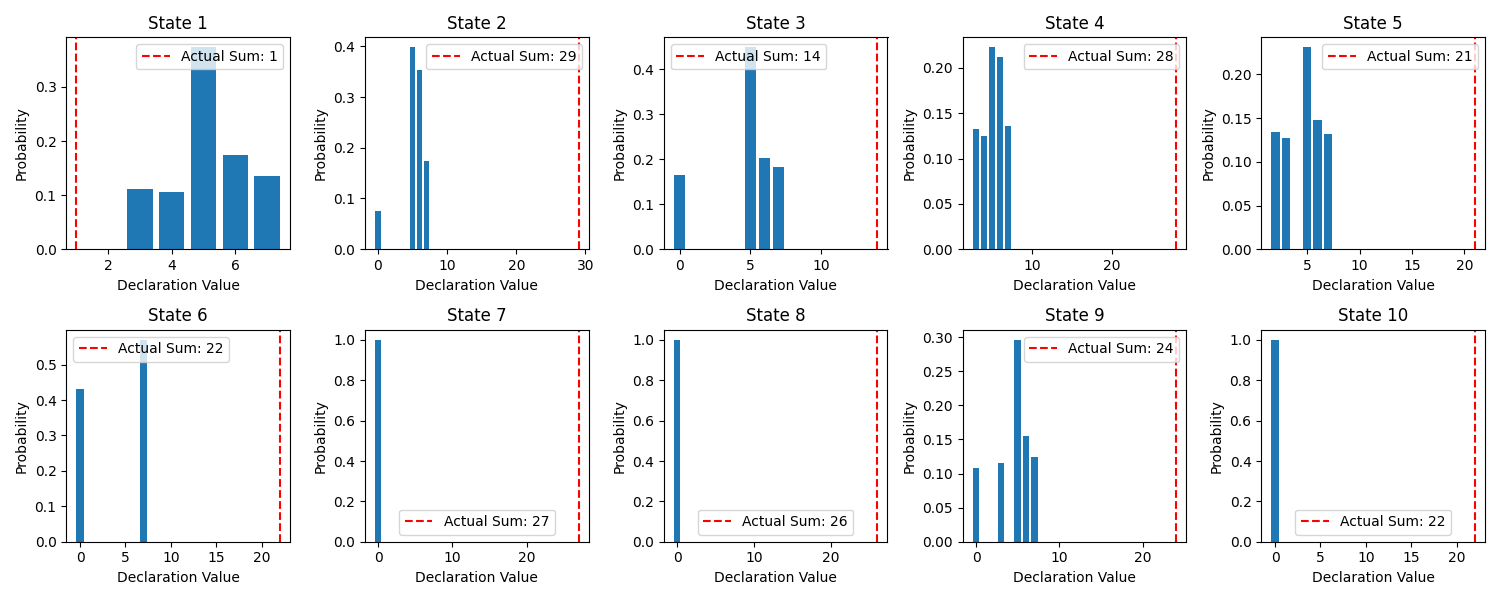 State 1
Actual Sum: 1
Probability
0.3
0.2
0.1
0.0
2 4 6
Declaration Value
State 2
Actual Sum: 29
Probability
0.4
0.3
0.2
0.1
0.0
0 10 20 30
Declaration Value
State 3
Actual Sum: 14
Probability
0.4
0.3
0.2
0.1
0.0
0 5 10
Declaration Value
State 4
Actual Sum: 28
Probability
0.20
0.15
0.10
0.05
0.00
10 20
Declaration Value
State 5
Actual Sum: 21
Probability
0.20
0.15
0.10
0.05
0.00
5 10 15 20
Declaration Value
State 6
Actual Sum: 22
Probability
0.5
0.4
0.3
0.2
0.1
0.0
0 5 10 15 20
Declaration Value
State 7
1.0
0.8
0.6
0.4
0.2
0.0
Probability
Actual Sum: 27
0 10 20
Declaration Value
State 8
1.0
0.8
0.6
0.4
0.2
0.0
Probability
Actual Sum: 26
0 10 20
Declaration Value
State 9
Actual Sum: 24
Probability
0.30
0.25
0.20
0.15
0.10
0.05
0.00
0 10 20
Declaration Value
State 10
1.0
0.8
0.6
0.4
0.2
0.0
Probability
Actual Sum: 22
0 5 10 15 20
Declaration Value